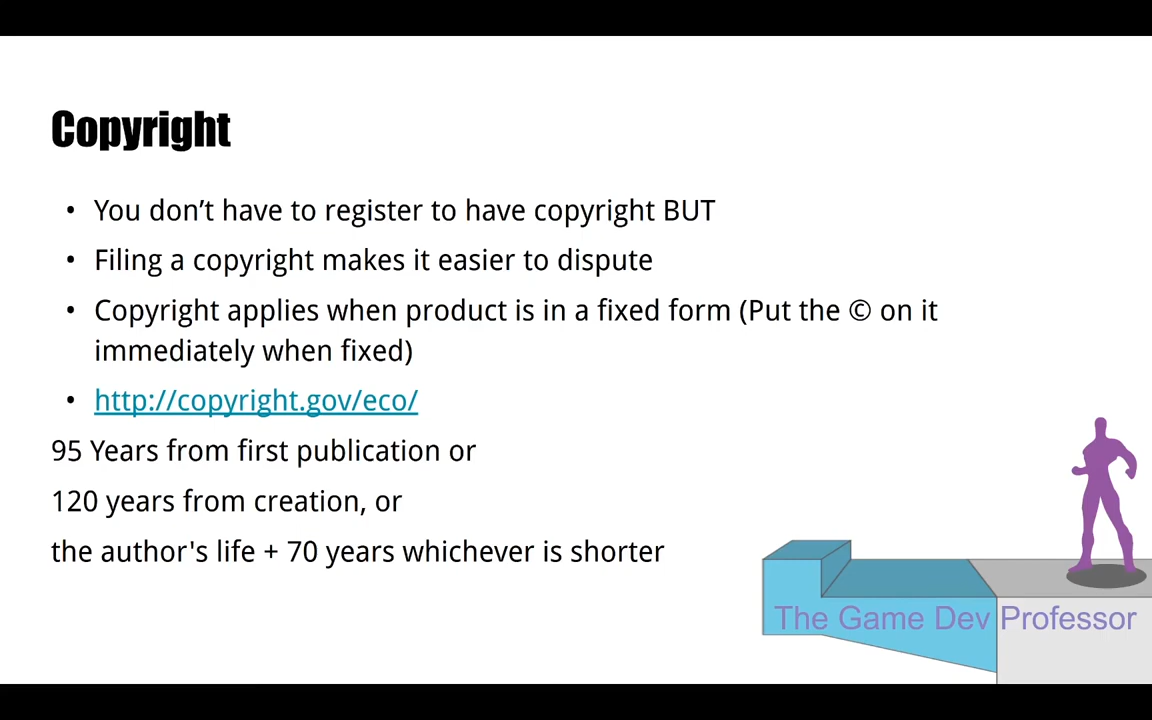 Copyright
• You don’t have to register to have copyright BUT
• Filing a copyright makes it easier to dispute
• Copyright applies when product is in a fixed form (Put the © on it
immediately when fixed)
• http://copyright.gov/eco/
95 Years from first publication or
120 years from creation, or
the author's life + 70 years whichever is shorter
The Game Dev Professor